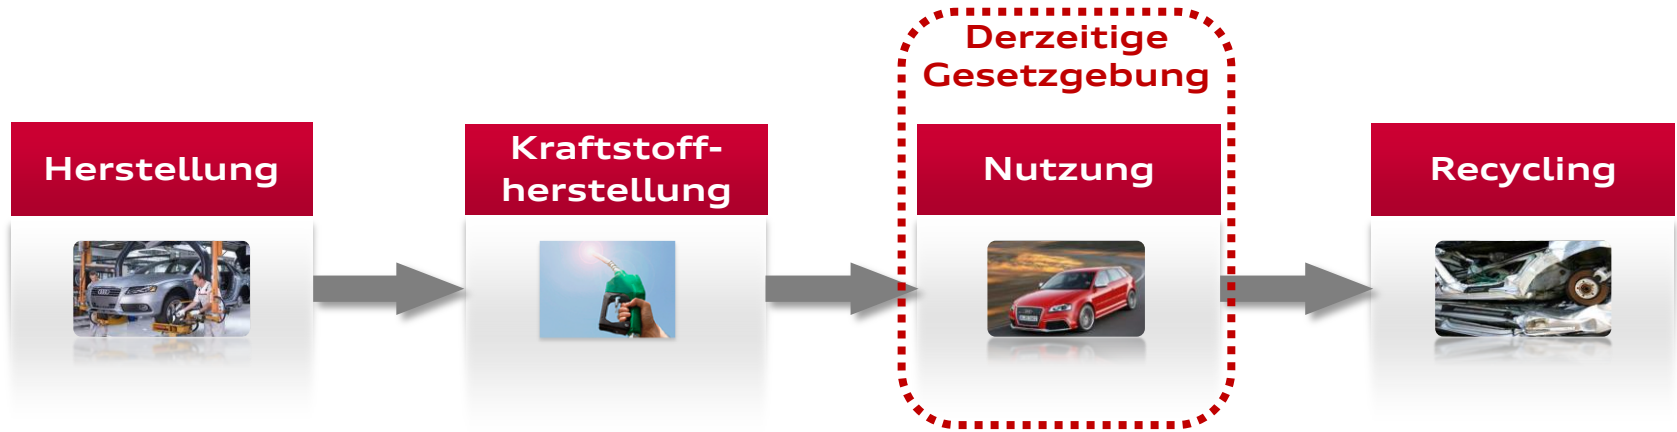 Derzeitige
Gesetzgebung
Herstellung
Kraftstoff-
herstellung
Nutzung
Recycling